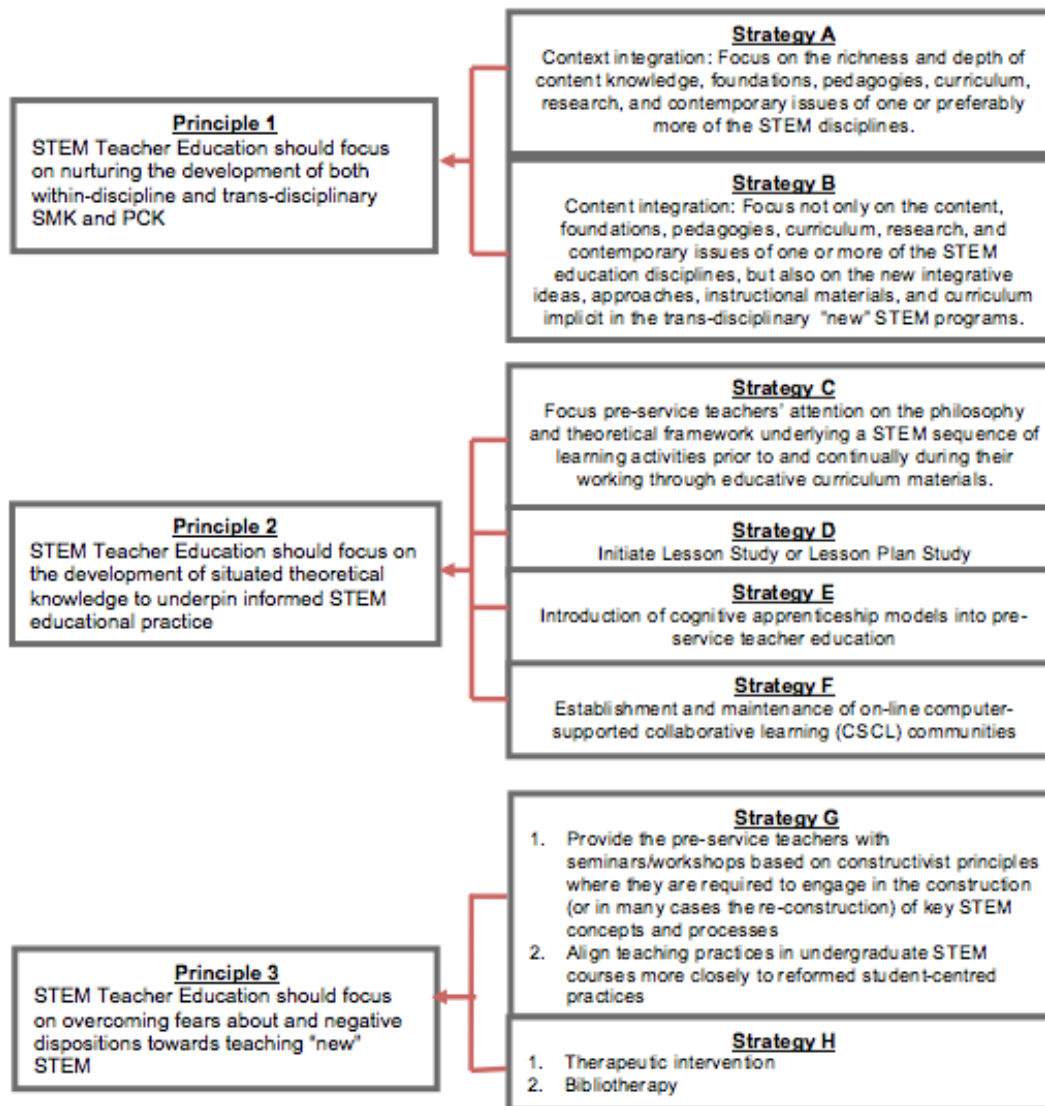 Principle 1
STEM Teacher Education should focus
on nurturing the development of both
within-discipline and trans-disciplinary
SMK and PCK
Strategy A
Context integration: Focus on the richness and depth of
content knowledge, foundations, pedagogies, curriculum,
research, and contemporary issues of one or preferably
more of the STEM disciplines.
Strategy B
Content integration: Focus not only on the content,
foundations, pedagogies, curriculum, research, and
contemporary issues of one or more of the STEM
education disciplines, but also on the new integrative
ideas, approaches, instructional materials, and curriculum
implicit in the trans-disciplinary "new" STEM programs.
Principle 2
STEM Teacher Education should focus on
the development of situated theoretical
knowledge to underpin informed STEM
educational practice
Strategy C
Focus pre-service teachers' attention on the philosophy
and theoretical framework underlying a STEM sequence of
learning activities prior to and continually during their
working through educative curriculum materials.
Strategy D
Initiate Lesson Study or Lesson Plan Study
Strategy E
Introduction of cognitive apprenticeship models into pre-
service teacher education
Strategy F
Establishment and maintenance of on-line computer-
supported collaborative learning (CSCL) communities
Principle 3
STEM Teacher Education should focus
on overcoming fears about and negative
dispositions towards teaching "new"
STEM
Strategy G
1. Provide the pre-service teachers with
seminars/workshops based on constructivist principles
where they are required to engage in the construction
(or in many cases the re-construction) of key STEM
concepts and processes
2. Align teaching practices in undergraduate STEM
courses more closely to reformed student-centred
practices
Strategy H
1. Therapeutic intervention
2. Bibliotherapy